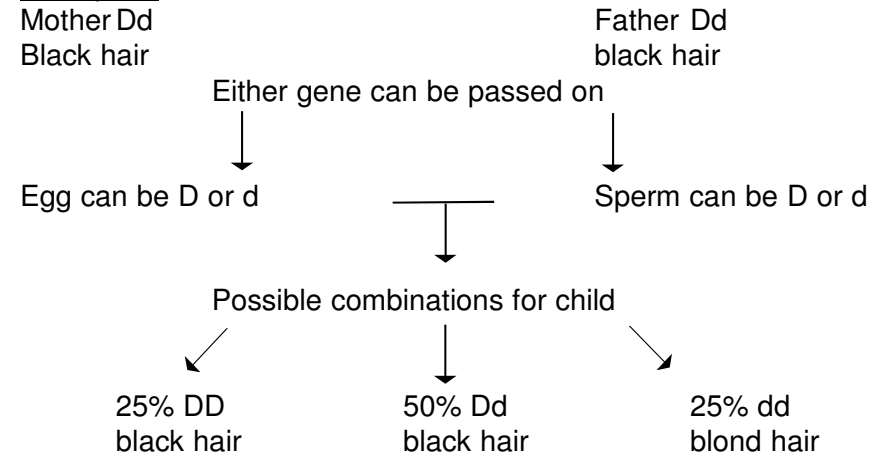 Mother Dd Father Dd
Black hair black hair
Either gene can be passed on
Egg can be D or d Sperm can be D or d
Possible combinations for child
25% DD 50% Dd 25% dd
black hair black hair blond hair